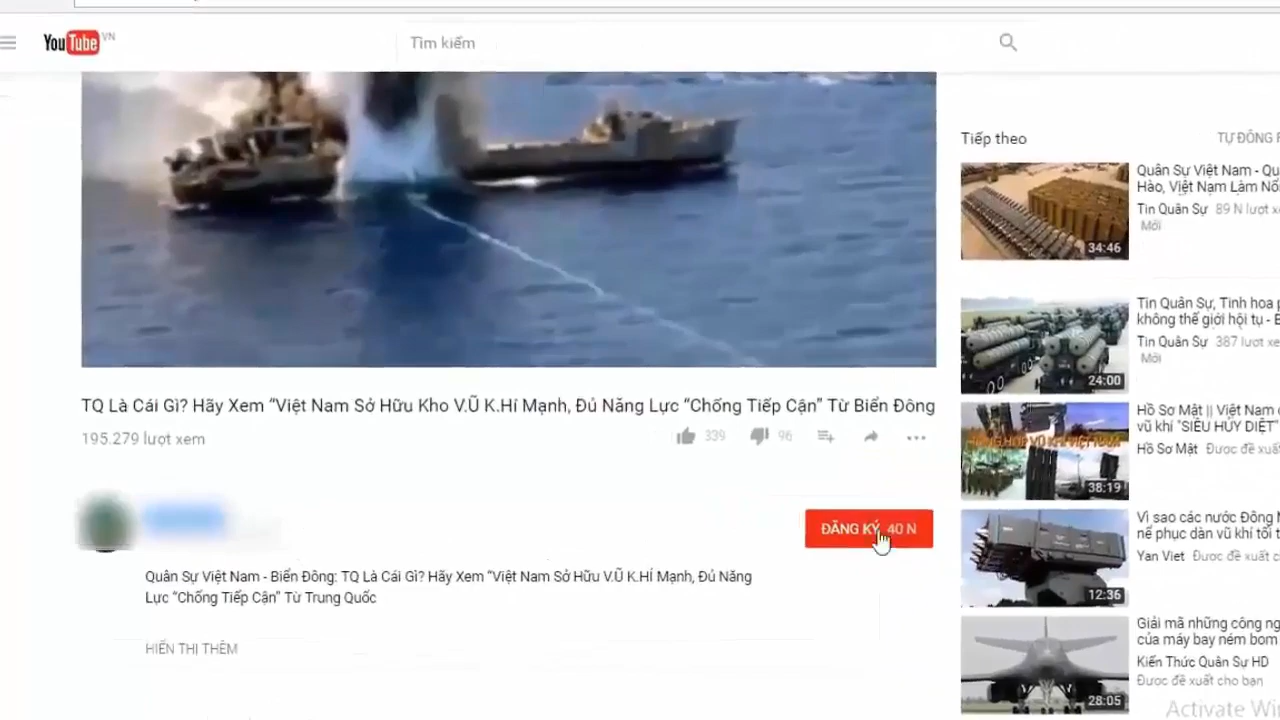 YouTube VN
Tìm kiếm
TQ Là Cái Gì? Hãy Xem “Việt Nam Sở Hữu Kho V.Ũ K.Hí Mạnh, Đủ Năng Lực “Chống Tiếp Cận” Từ Biển Đông
195.279 lượt xem
339
96
ĐĂNG KÝ 40 N
Quân Sự Việt Nam - Biển Đông: TQ Là Cái Gì? Hãy Xem “Việt Nam Sở Hữu V.Ũ K.HÍ Mạnh, Đủ Năng
Lực “Chống Tiếp Cận” Từ Trung Quốc
HIỂN THỊ THÊM
Tiếp theo
TỰ ĐỘNG
Quân Sự Việt Nam -
Hào, Việt Nam Làm
Tin Quân Sự 89 N lượt
Mới
34:46
Tin Quân Sự, Tinh hoa
không thế giới hội tụ -
Tin Quân Sự 387 lượt
Mới
24:00
Hồ Sơ Mật || Việt Nam
vũ khí "SIÊU HỦY DIỆT"
Hồ Sơ Mật Được đề
38:19
Vì sao các nước Đông
nể phục dàn vũ khí tối
Yan Viet Được đề xuất
12:36
Giải mã những công
của máy bay ném bom
Kiến Thức Quân Sự HD
Được đề xuất cho bạn
28:05
Activate